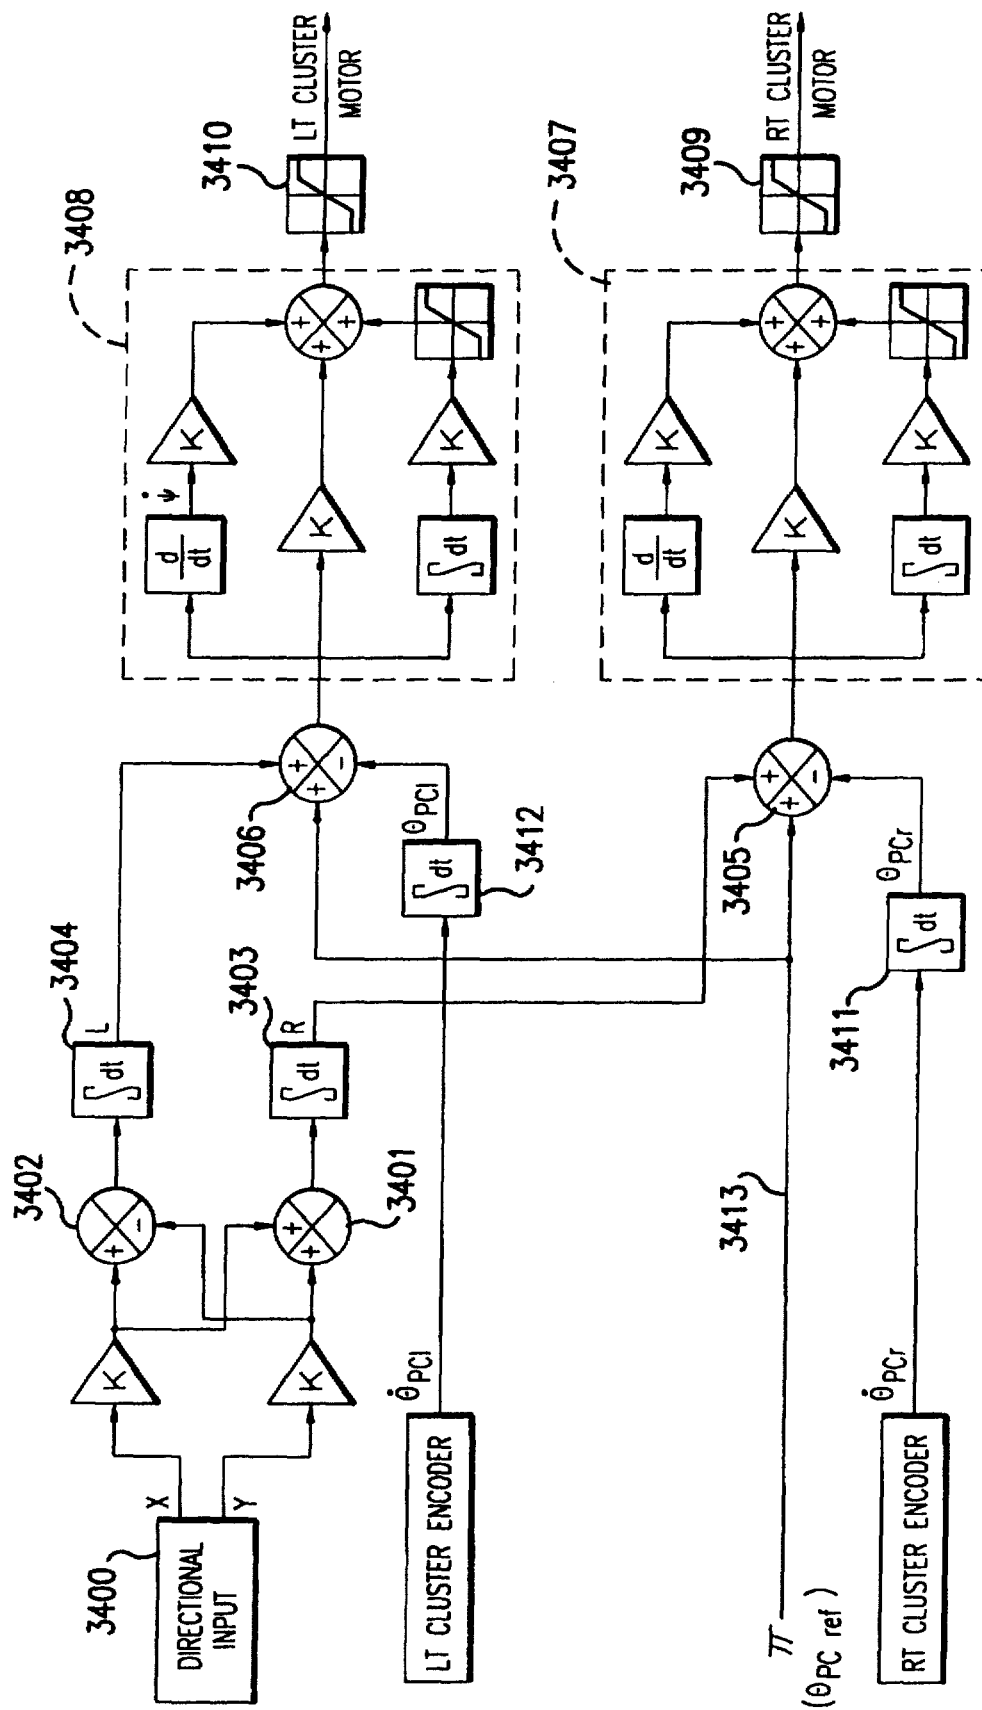 3400
DIRECTIONAL
INPUT
X
Y
K
K
3402
+
-
3401
+
+
3404
∫dt
L
3403
∫dt
R
3406
+
+
-
3408
d/dt
ψ̇
K
K
∫dt
K
+
+
+
3410
LT CLUSTER
MOTOR
LT CLUSTER ENCODER
θ̇PCl
∫dt
3412
θPCl
π
(θPC ref)
3413
3405
+
+
-
3407
d/dt
K
K
∫dt
K
+
+
+
3409
RT CLUSTER
MOTOR
RT CLUSTER ENCODER
θ̇PCr
3411
∫dt
θPCr